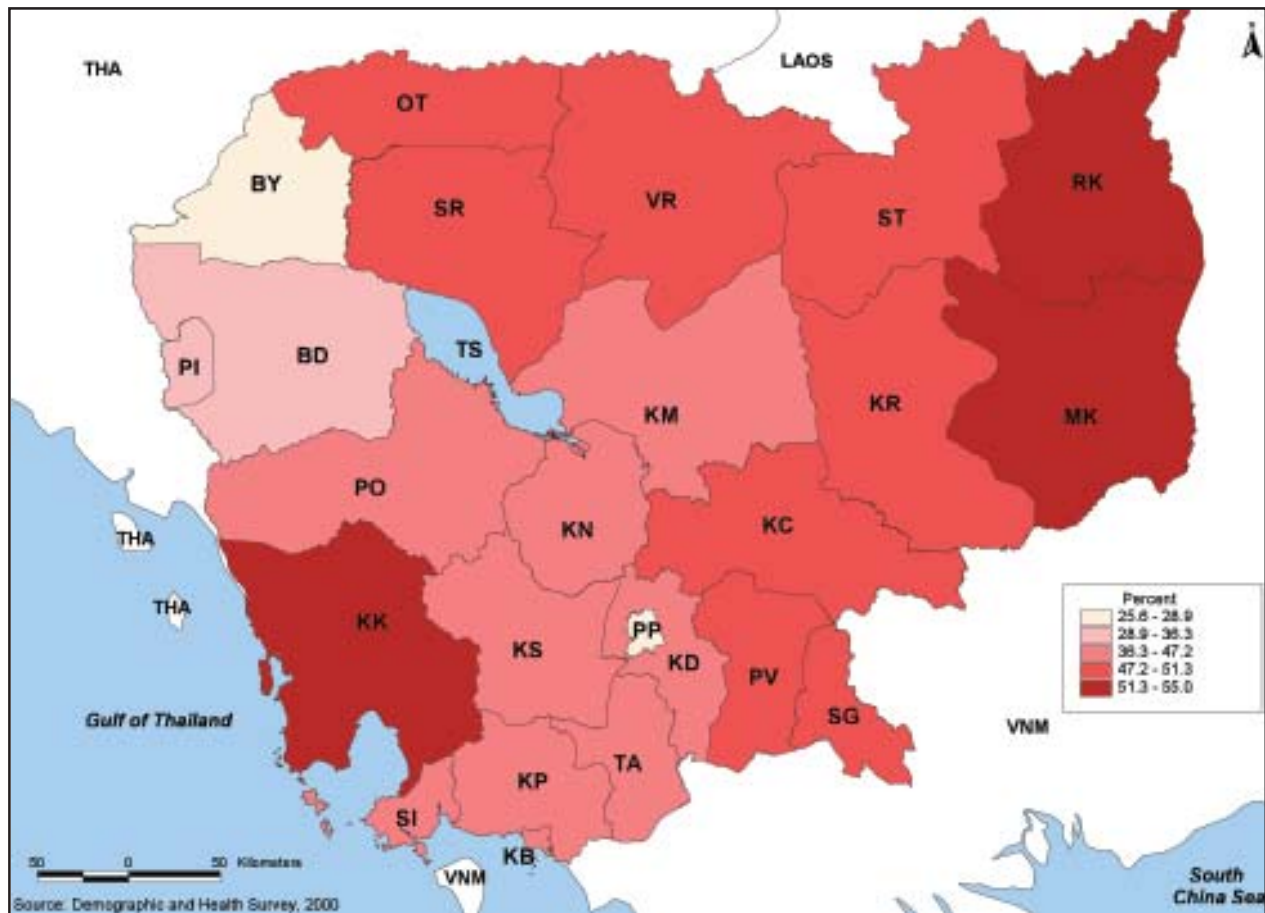 THA
LAOS
OT
BY
RK
SR
VR
ST
TS
PI
BD
KR
KM
MK
PO
KN
KC
THA
THA
KK
PP
KS
KD
PV
SG
Percent
25.6 - 28.9
28.9 - 36.3
36.3 - 47.2
47.2 - 51.3
51.3 - 55.0
Gulf of Thailand
VNM
TA
KP
SI
KB
VNM
50 0 50 Kilometers
South
China Sea
Source: Demographic and Health Survey, 2000